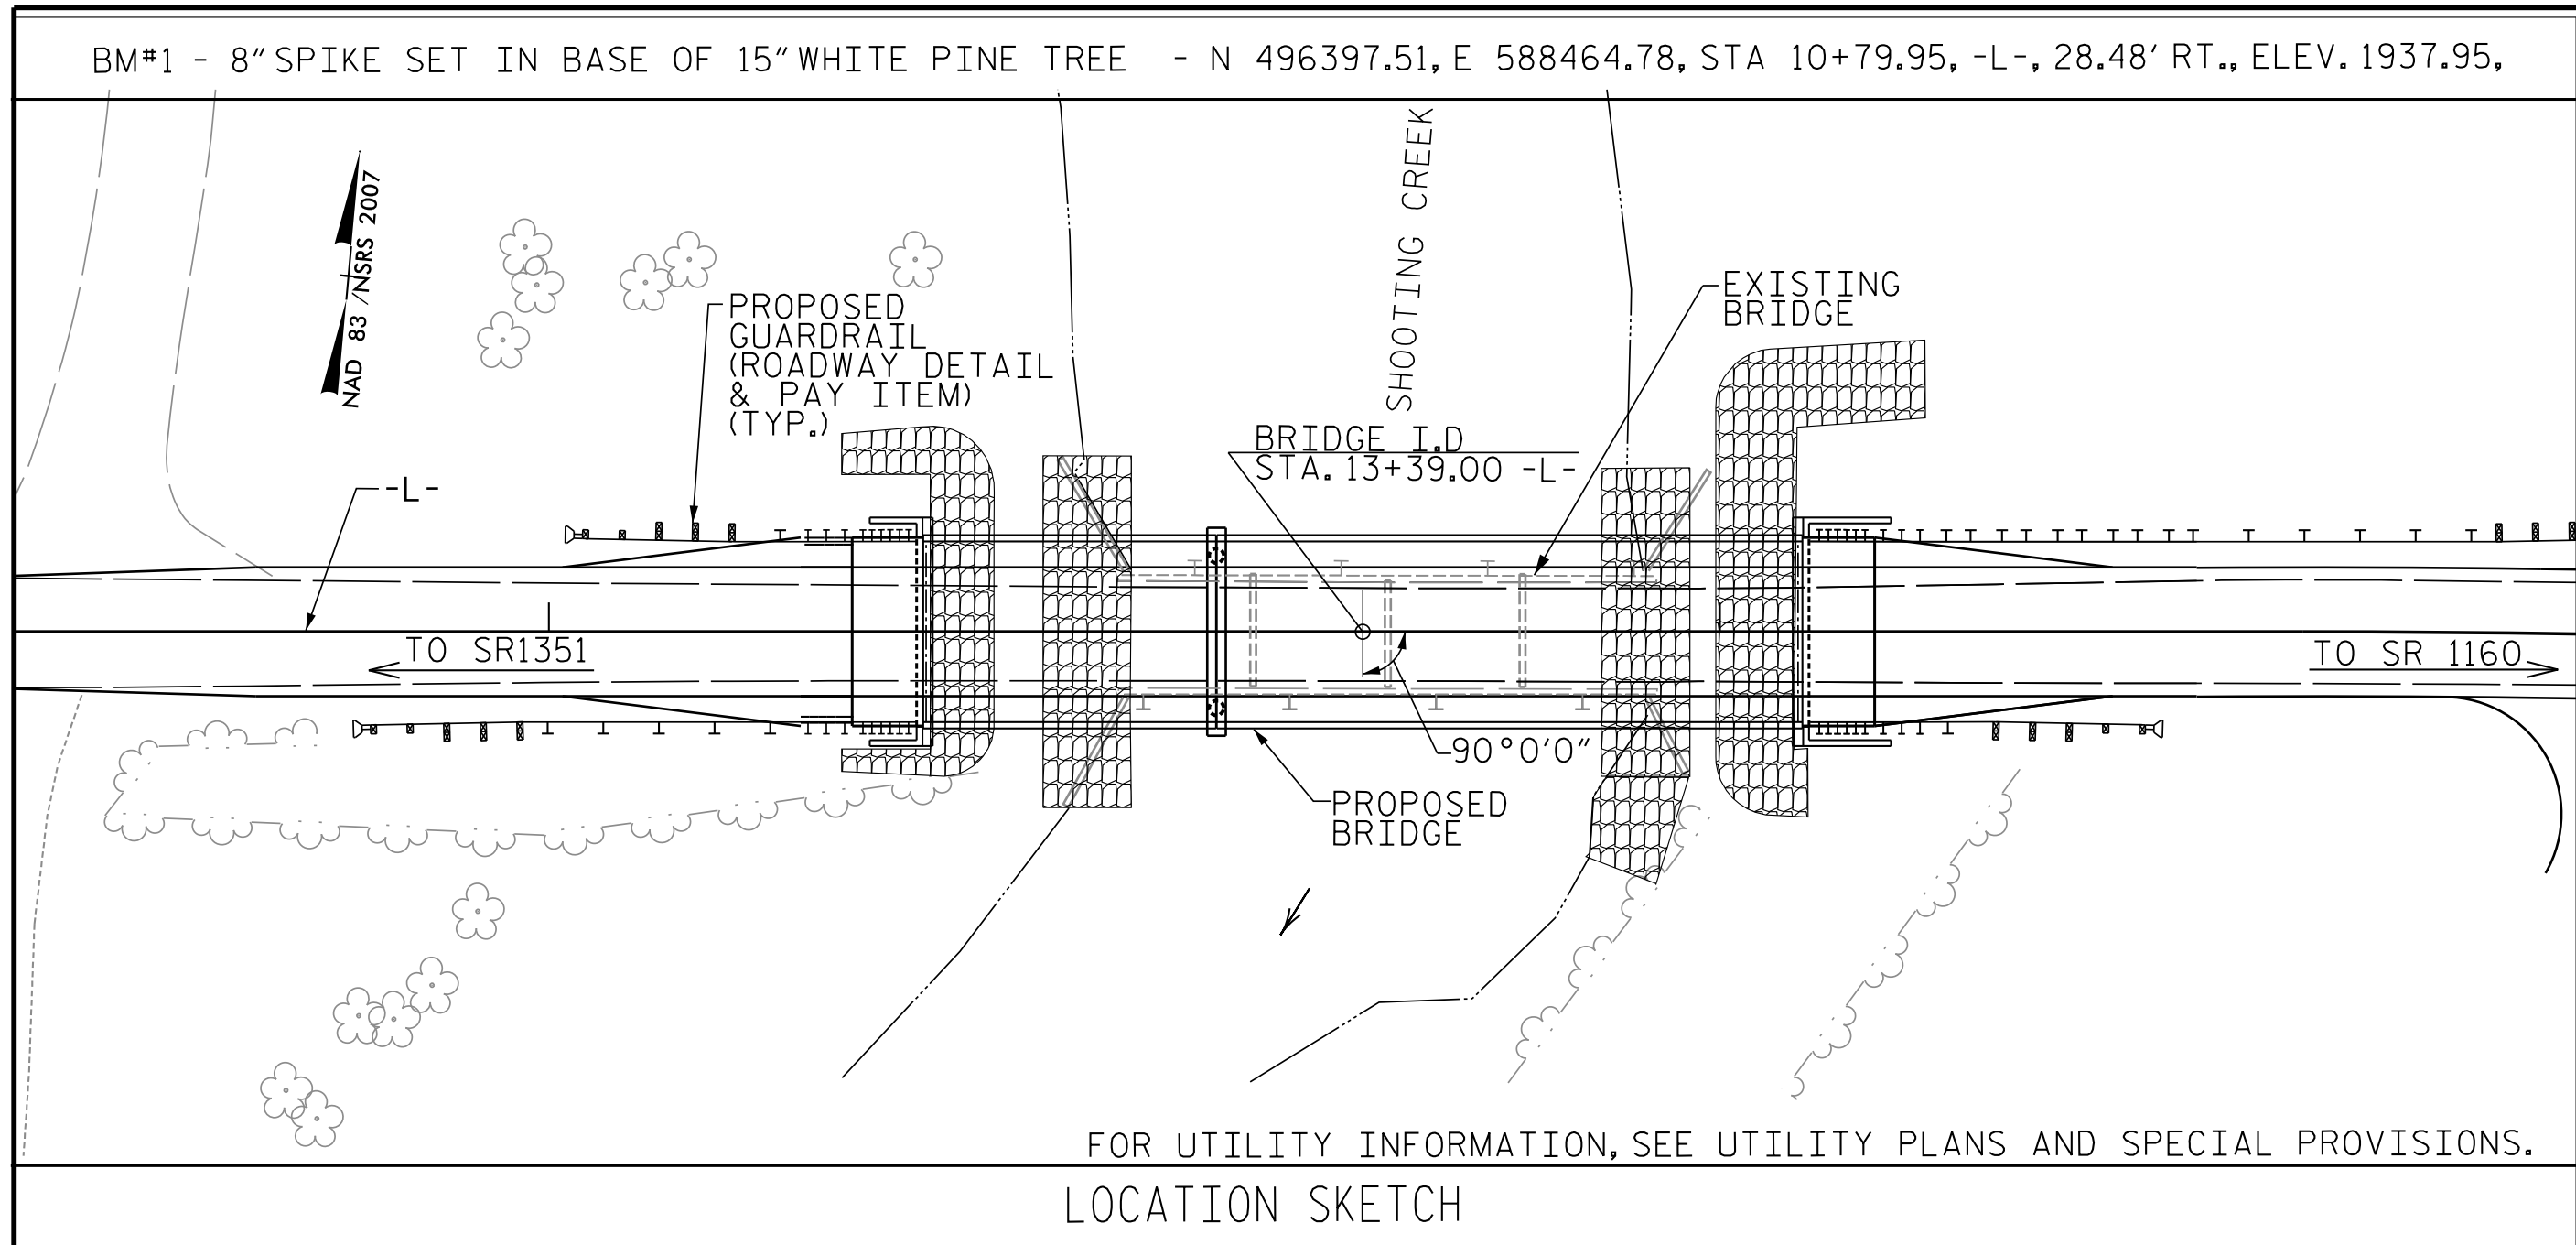 BM#1 - 8" SPIKE SET IN BASE OF 15" WHITE PINE TREE - N 496397.51, E 588464.78, STA 10+79.95, -L-, 28.48' RT., ELEV. 1937.95,
NAD 83 /NSRS 2007
SHOOTING CREEK
PROPOSED
GUARDRAIL
(ROADWAY DETAIL
& PAY ITEM)
(TYP.)
EXISTING
BRIDGE
BRIDGE I.D
STA. 13+39.00 -L-
-L-
TO SR1351
TO SR 1160
90°0'0"
PROPOSED
BRIDGE
FOR UTILITY INFORMATION, SEE UTILITY PLANS AND SPECIAL PROVISIONS.
LOCATION SKETCH